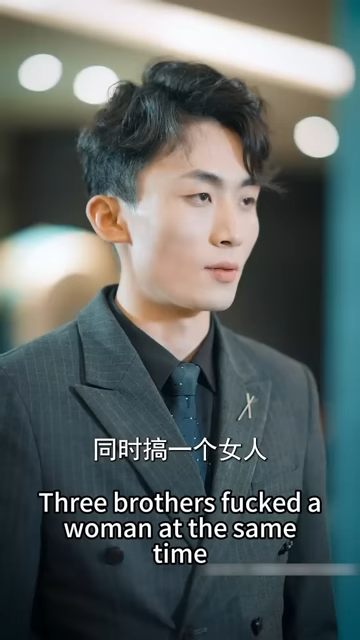 同时搞一个女人
Three brothers fucked a
woman at the same
time